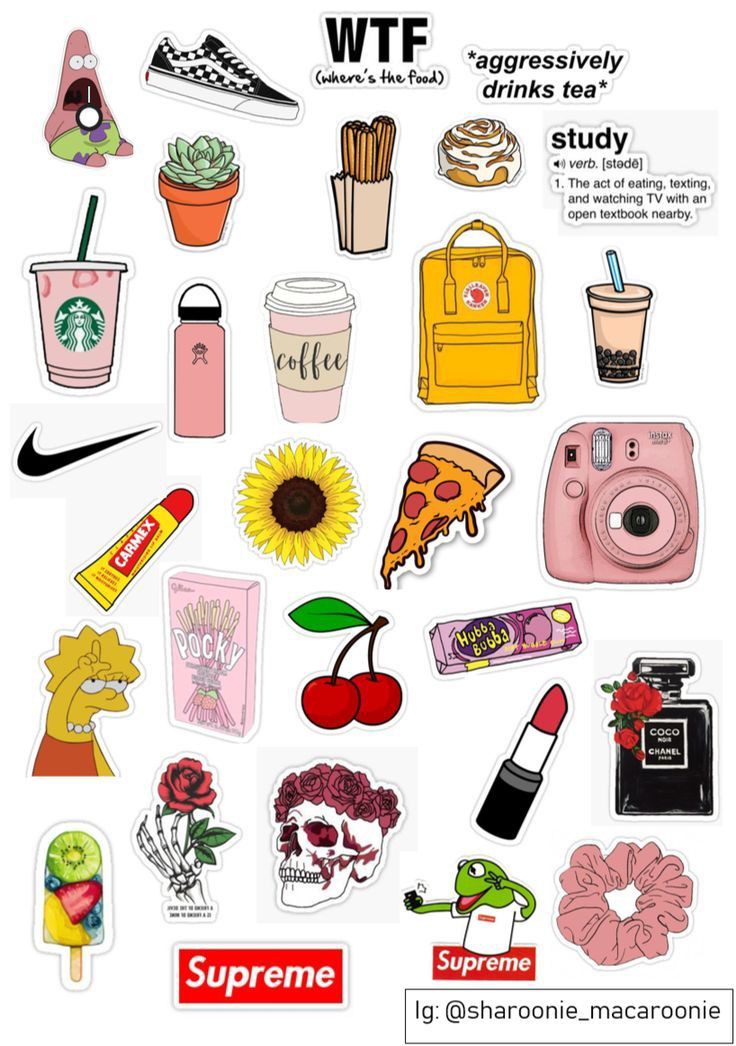 WTF
(where's the food)
*aggressively
drinks tea*
study
verb. [stədē]
1. The act of eating, texting,
and watching TV with an
open textbook nearby.
coffee
instax
CARMEX
Pocky
Hubba
Bubba
COCO
NOIR
CHANEL
PARIS
Supreme
Supreme
Supreme
Ig: @sharoonie_macaroonie